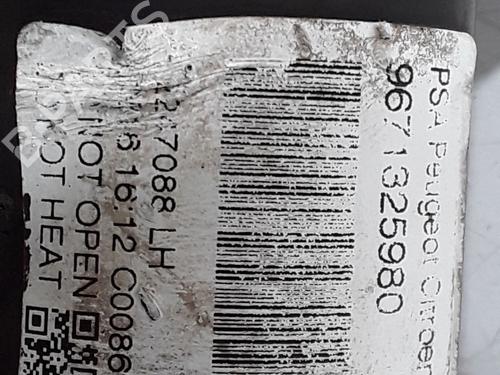 PSA Peugeot Citroen
9671325980
7088 LH
16:12 C0086
NOT OPEN
NOT HEAT